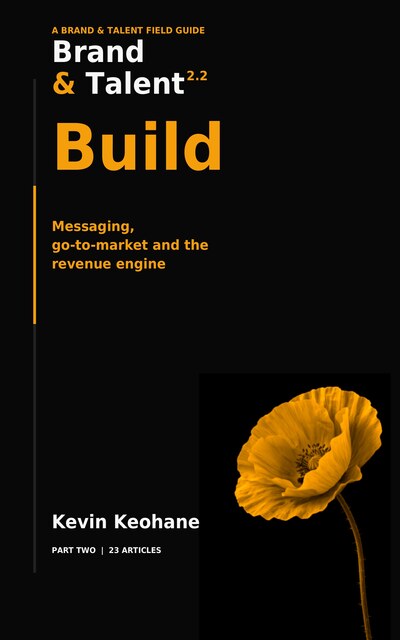 A BRAND & TALENT FIELD GUIDE
Brand
& Talent2.2
Build
Messaging,
go-to-market and the
revenue engine
Kevin Keohane
PART TWO | 23 ARTICLES